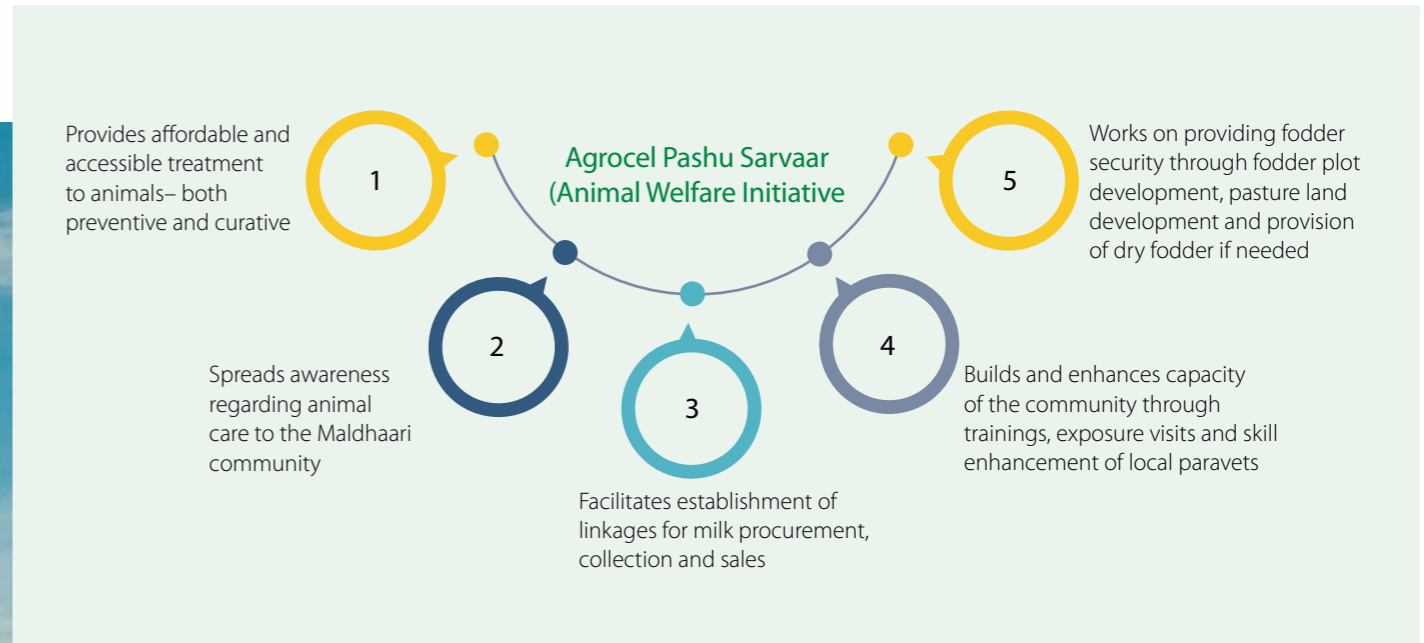 Agrocel Pashu Sarvaar
(Animal Welfare Initiative
1
Provides affordable and
accessible treatment
to animals– both
preventive and curative
2
Spreads awareness
regarding animal
care to the Maldhaari
community
3
Facilitates establishment of
linkages for milk procurement,
collection and sales
4
Builds and enhances capacity
of the community through
trainings, exposure visits and skill
enhancement of local paravets
5
Works on providing fodder
security through fodder plot
development, pasture land
development and provision
of dry fodder if needed